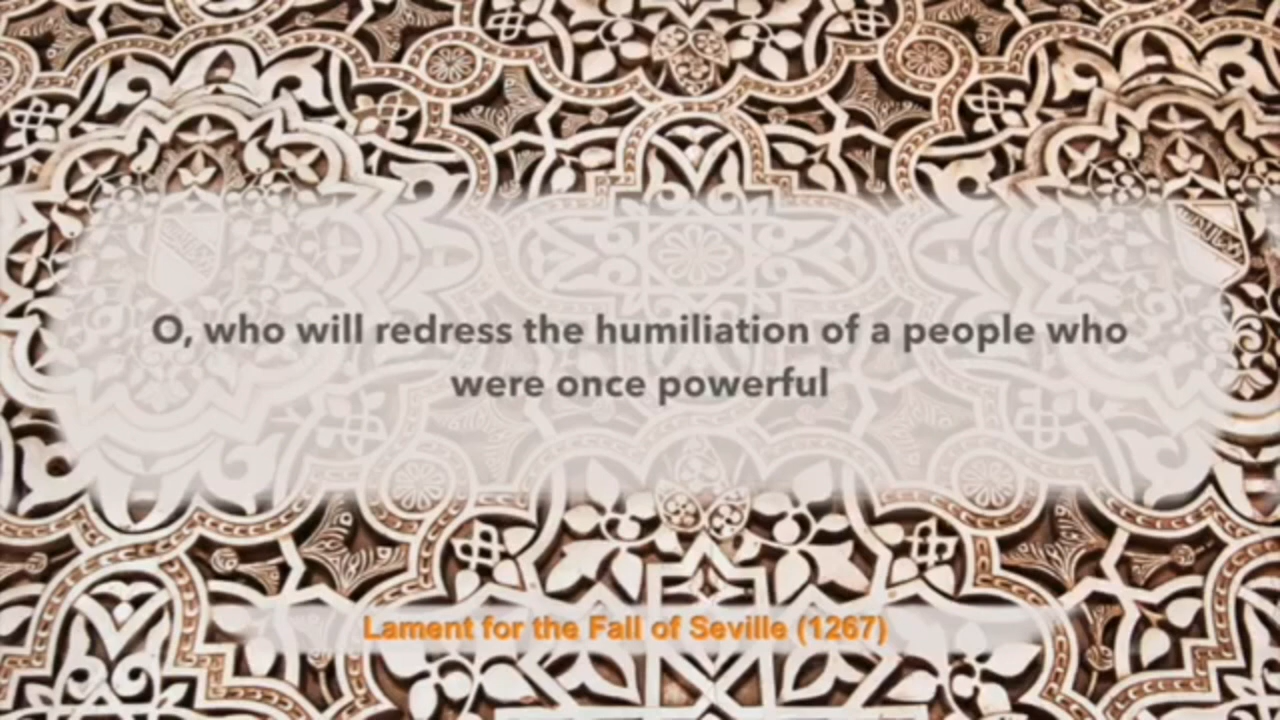 O, who will redress the humiliation of a people who
were once powerful
Lament for the Fall of Seville (1267)